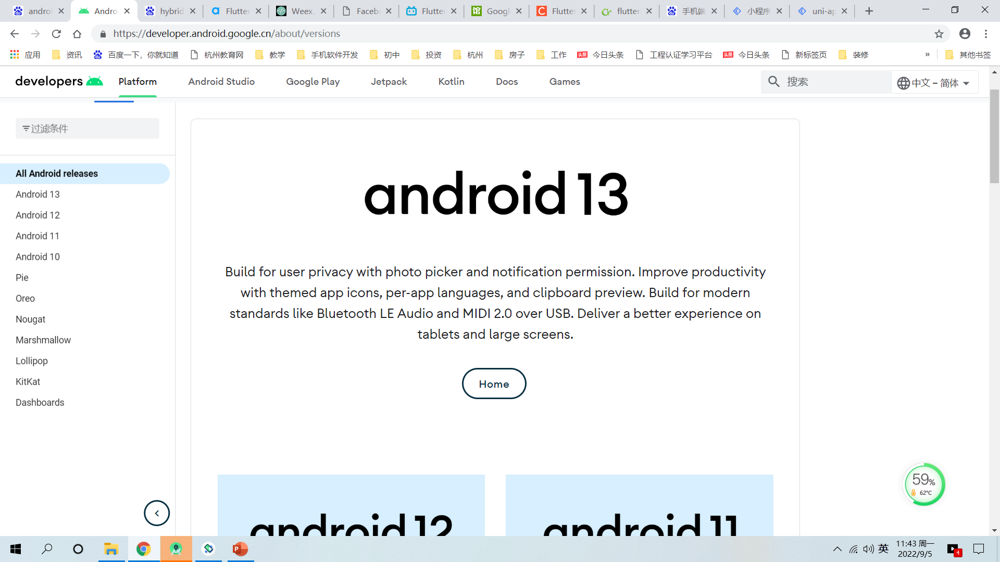 androi
Andro
hybrid
Flutter
Weex
Faceb
Flutter
Googl
Flutter
flutter
手机端
小程序
uni-ap
https://developer.android.google.cn/about/versions
应用
资讯
百度一下，你就知道
杭州教育网
教学
手机软件开发
初中
投资
杭州
房子
工作
头条 今日头条
工程认证学习平台
头条 今日头条
新标签页
装修
»
其他书签
developers
Platform
Android Studio
Google Play
Jetpack
Kotlin
Docs
Games
搜索
中文 – 简体
过滤条件
All Android releases
Android 13
Android 12
Android 11
Android 10
Pie
Oreo
Nougat
Marshmallow
Lollipop
KitKat
Dashboards
android 13
Build for user privacy with photo picker and notification permission. Improve productivity
with themed app icons, per-app languages, and clipboard preview. Build for modern
standards like Bluetooth LE Audio and MIDI 2.0 over USB. Deliver a better experience on
tablets and large screens.
Home
android 12
android 11
59%
62°C
英
11:43 周一
2022/9/5
4